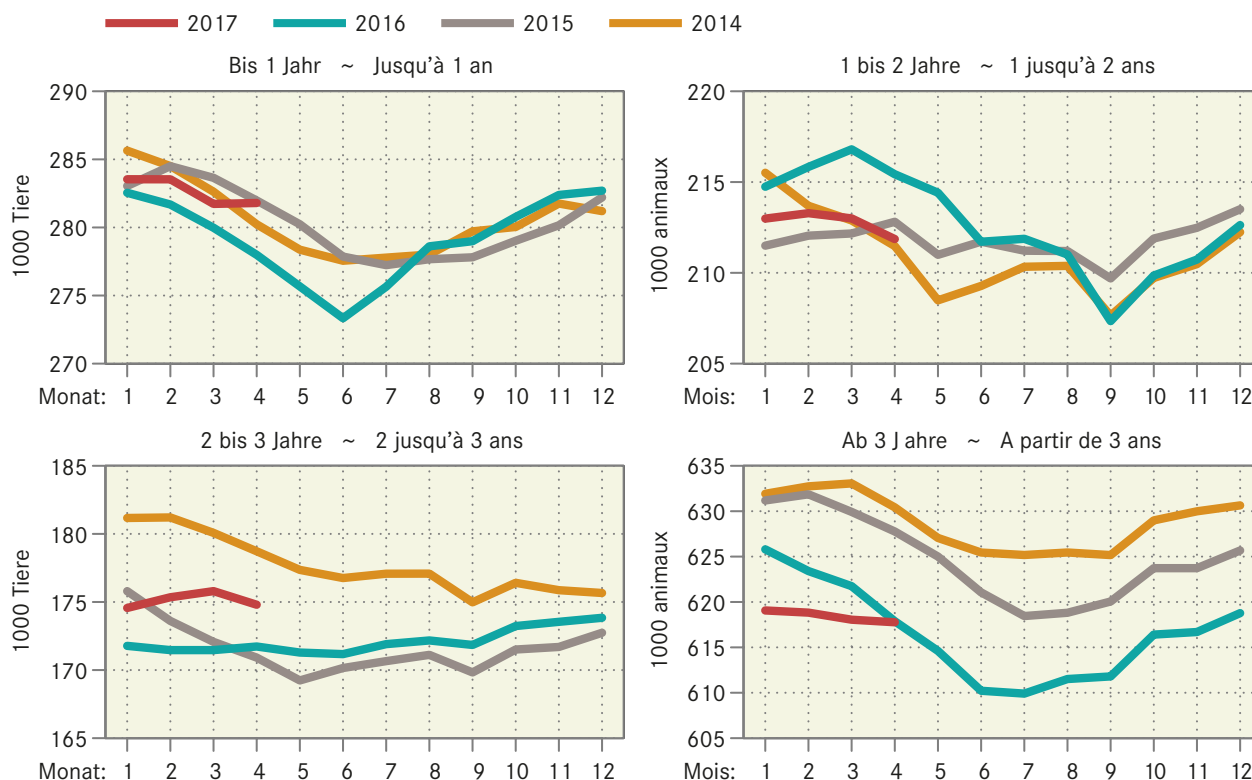 2017 2016 2015 2014
Bis 1 Jahr ~ Jusqu'à 1 an
1000 Tiere
290
285
280
275
270
Monat: 1 2 3 4 5 6 7 8 9 10 11 12
1 bis 2 Jahre ~ 1 jusqu'à 2 ans
1000 animaux
220
215
210
205
Mois: 1 2 3 4 5 6 7 8 9 10 11 12
2 bis 3 Jahre ~ 2 jusqu'à 3 ans
1000 Tiere
185
180
175
170
165
Monat: 1 2 3 4 5 6 7 8 9 10 11 12
Ab 3 J ahre ~ A partir de 3 ans
1000 animaux
635
630
625
620
615
610
605
Mois: 1 2 3 4 5 6 7 8 9 10 11 12